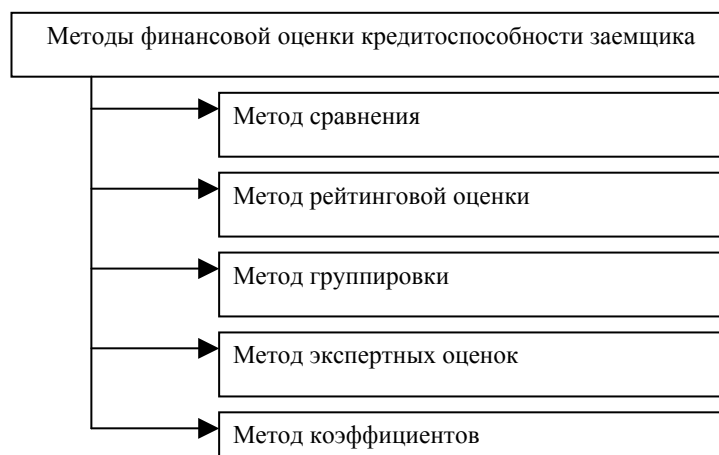 Методы финансовой оценки кредитоспособности заемщика
Метод сравнения
Метод рейтинговой оценки
Метод группировки
Метод экспертных оценок
Метод коэффициентов